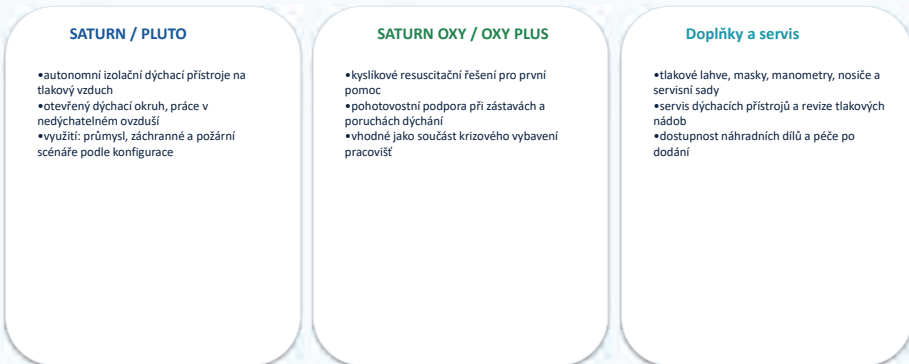 SATURN / PLUTO
•autonomní izolační dýchací přístroje na
tlakový vzduch
•otevřený dýchací okruh, práce v
nedýchatelném ovzduší
•využití: průmysl, záchranné a požární
scénáře podle konfigurace
SATURN OXY / OXY PLUS
•kyslíkové resuscitační řešení pro první
pomoc
•pohotovostní podpora při zástavách a
poruchách dýchání
•vhodné jako součást krizového vybavení
pracovišť
Doplňky a servis
•tlakové lahve, masky, manometry, nosiče a
servisní sady
•servis dýchacích přístrojů a revize tlakových
nádob
•dostupnost náhradních dílů a péče po
dodání